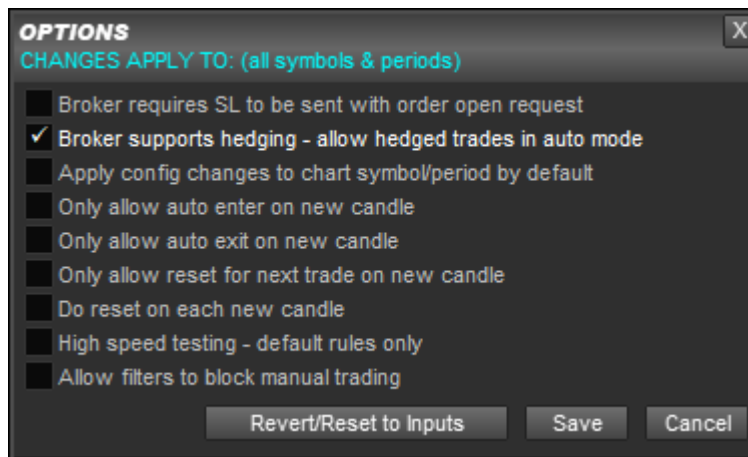 OPTIONS
X
CHANGES APPLY TO: (all symbols & periods)
Broker requires SL to be sent with order open request
Broker supports hedging - allow hedged trades in auto mode
Apply config changes to chart symbol/period by default
Only allow auto enter on new candle
Only allow auto exit on new candle
Only allow reset for next trade on new candle
Do reset on each new candle
High speed testing - default rules only
Allow filters to block manual trading
Revert/Reset to Inputs Save Cancel